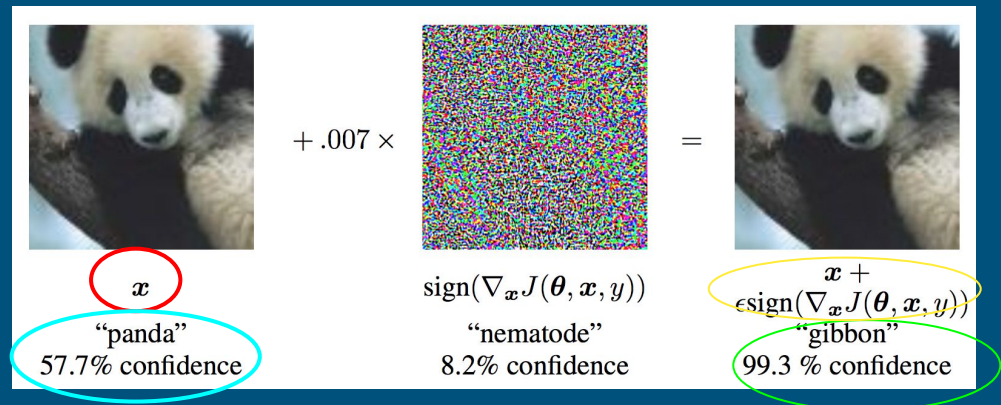 + .007 ×
=
x
sign(∇ₓJ(θ, x, y))
x +
ϵsign(∇ₓJ(θ, x, y))
“panda”
“nematode”
“gibbon”
57.7% confidence
8.2% confidence
99.3 % confidence